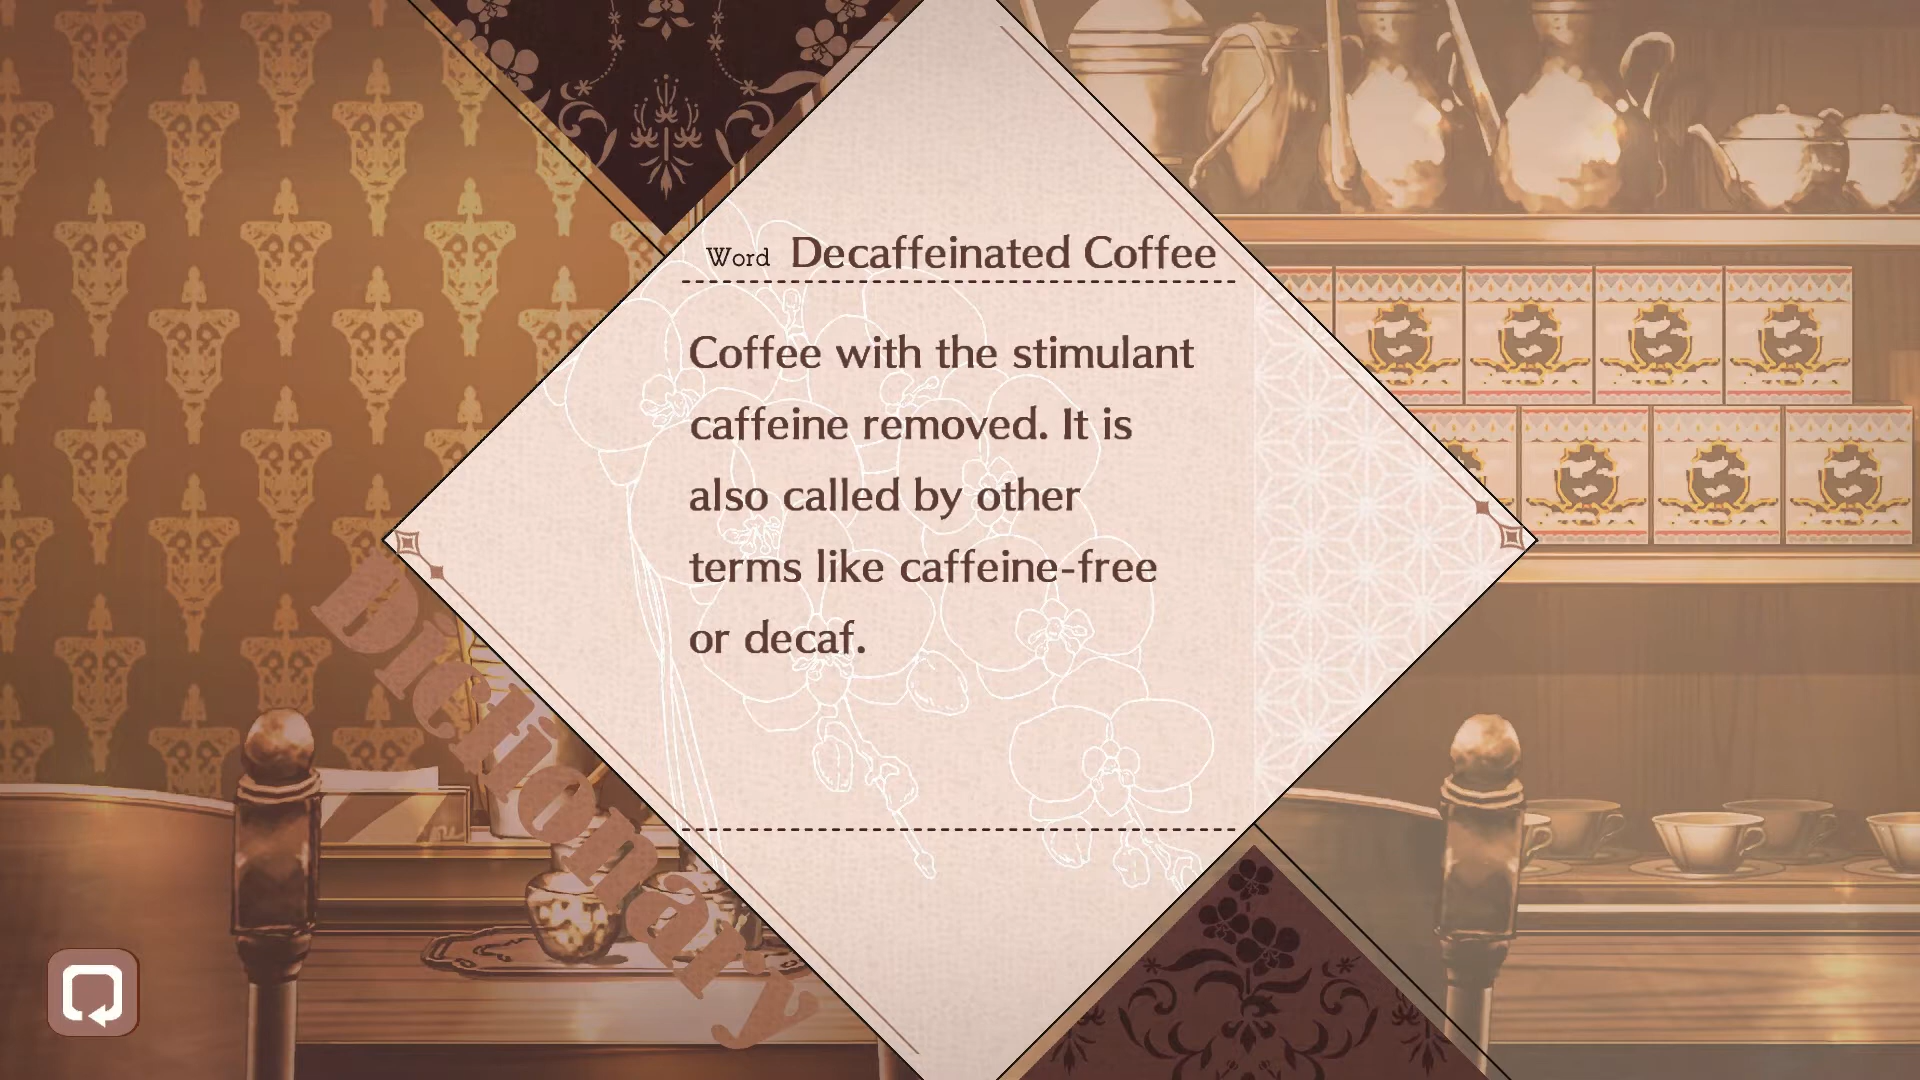 Word Decaffeinated Coffee
Coffee with the stimulant
caffeine removed. It is
also called by other
terms like caffeine-free
or decaf.
Dictionary